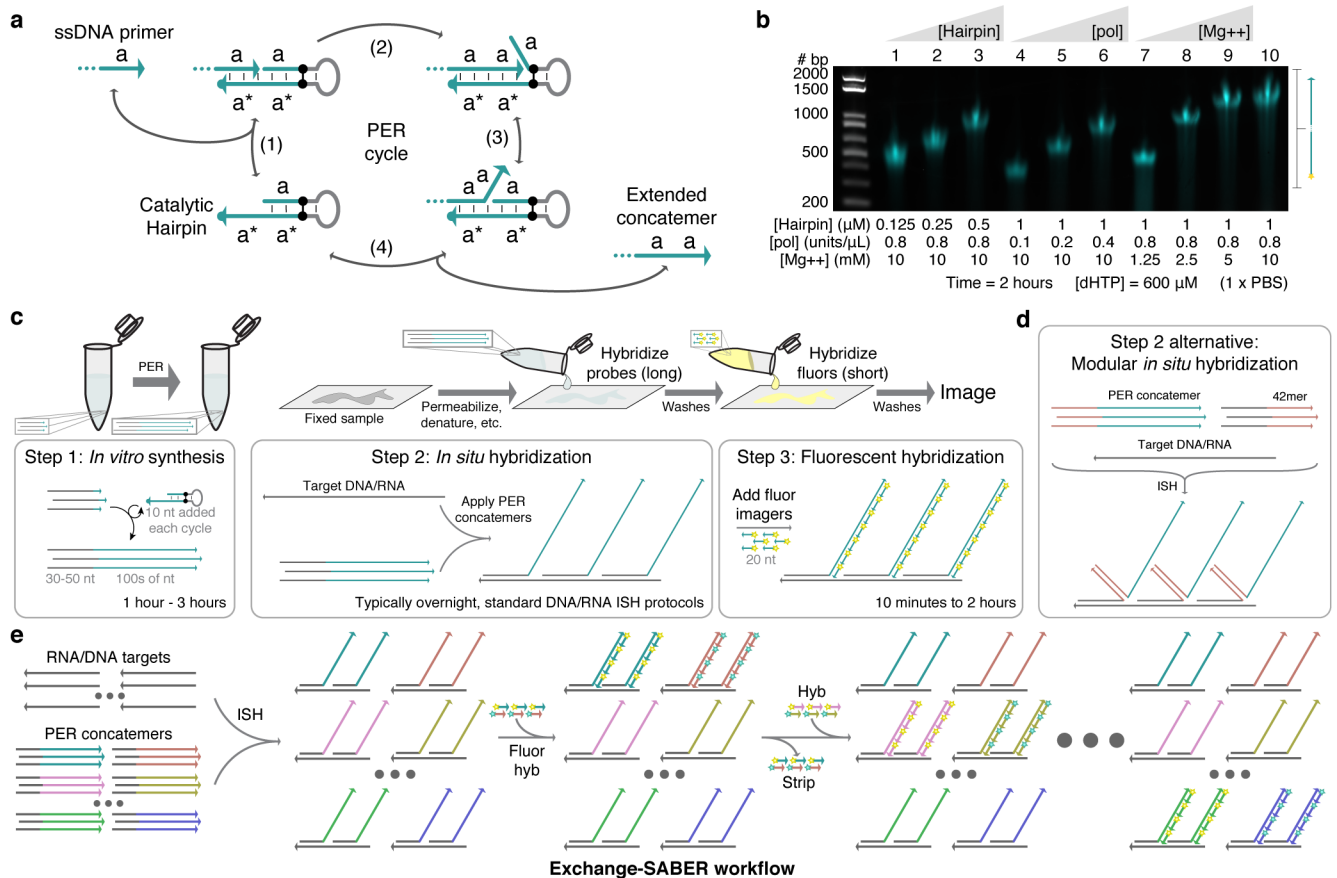 a
ssDNA primer
a
a a
a* a*
(1)
(2)
a a
a
a* a*
PER
cycle
(3)
Catalytic
Hairpin
a
a* a*
a a
a* a*
(4)
Extended
concatemer
a a
b
[Hairpin] [pol] [Mg++]
# bp 1 2 3 4 5 6 7 8 9 10
2000
1500
1000
500
200
[Hairpin] (μM) 0.125 0.25 0.5 1 1 1 1 1 1 1
[pol] (units/μL) 0.8 0.8 0.8 0.1 0.2 0.4 0.8 0.8 0.8 0.8
[Mg++] (mM) 10 10 10 10 10 10 1.25 2.5 5 10
Time = 2 hours [dHTP] = 600 μM (1 x PBS)
c
PER
Fixed sample
Permeabilize,
denature, etc.
Hybridize
probes (long)
Washes
Hybridize
fluors (short)
Washes
Image
Step 1: In vitro synthesis
10 nt added
each cycle
30-50 nt 100s of nt
1 hour - 3 hours
Step 2: In situ hybridization
Target DNA/RNA
Apply PER
concatemers
Typically overnight, standard DNA/RNA ISH protocols
Step 3: Fluorescent hybridization
Add fluor
imagers
20 nt
10 minutes to 2 hours
d
Step 2 alternative:
Modular in situ hybridization
PER concatemer 42mer
Target DNA/RNA
ISH
e
RNA/DNA targets
PER concatemers
ISH
Fluor
hyb
Hyb
Strip
Exchange-SABER workflow